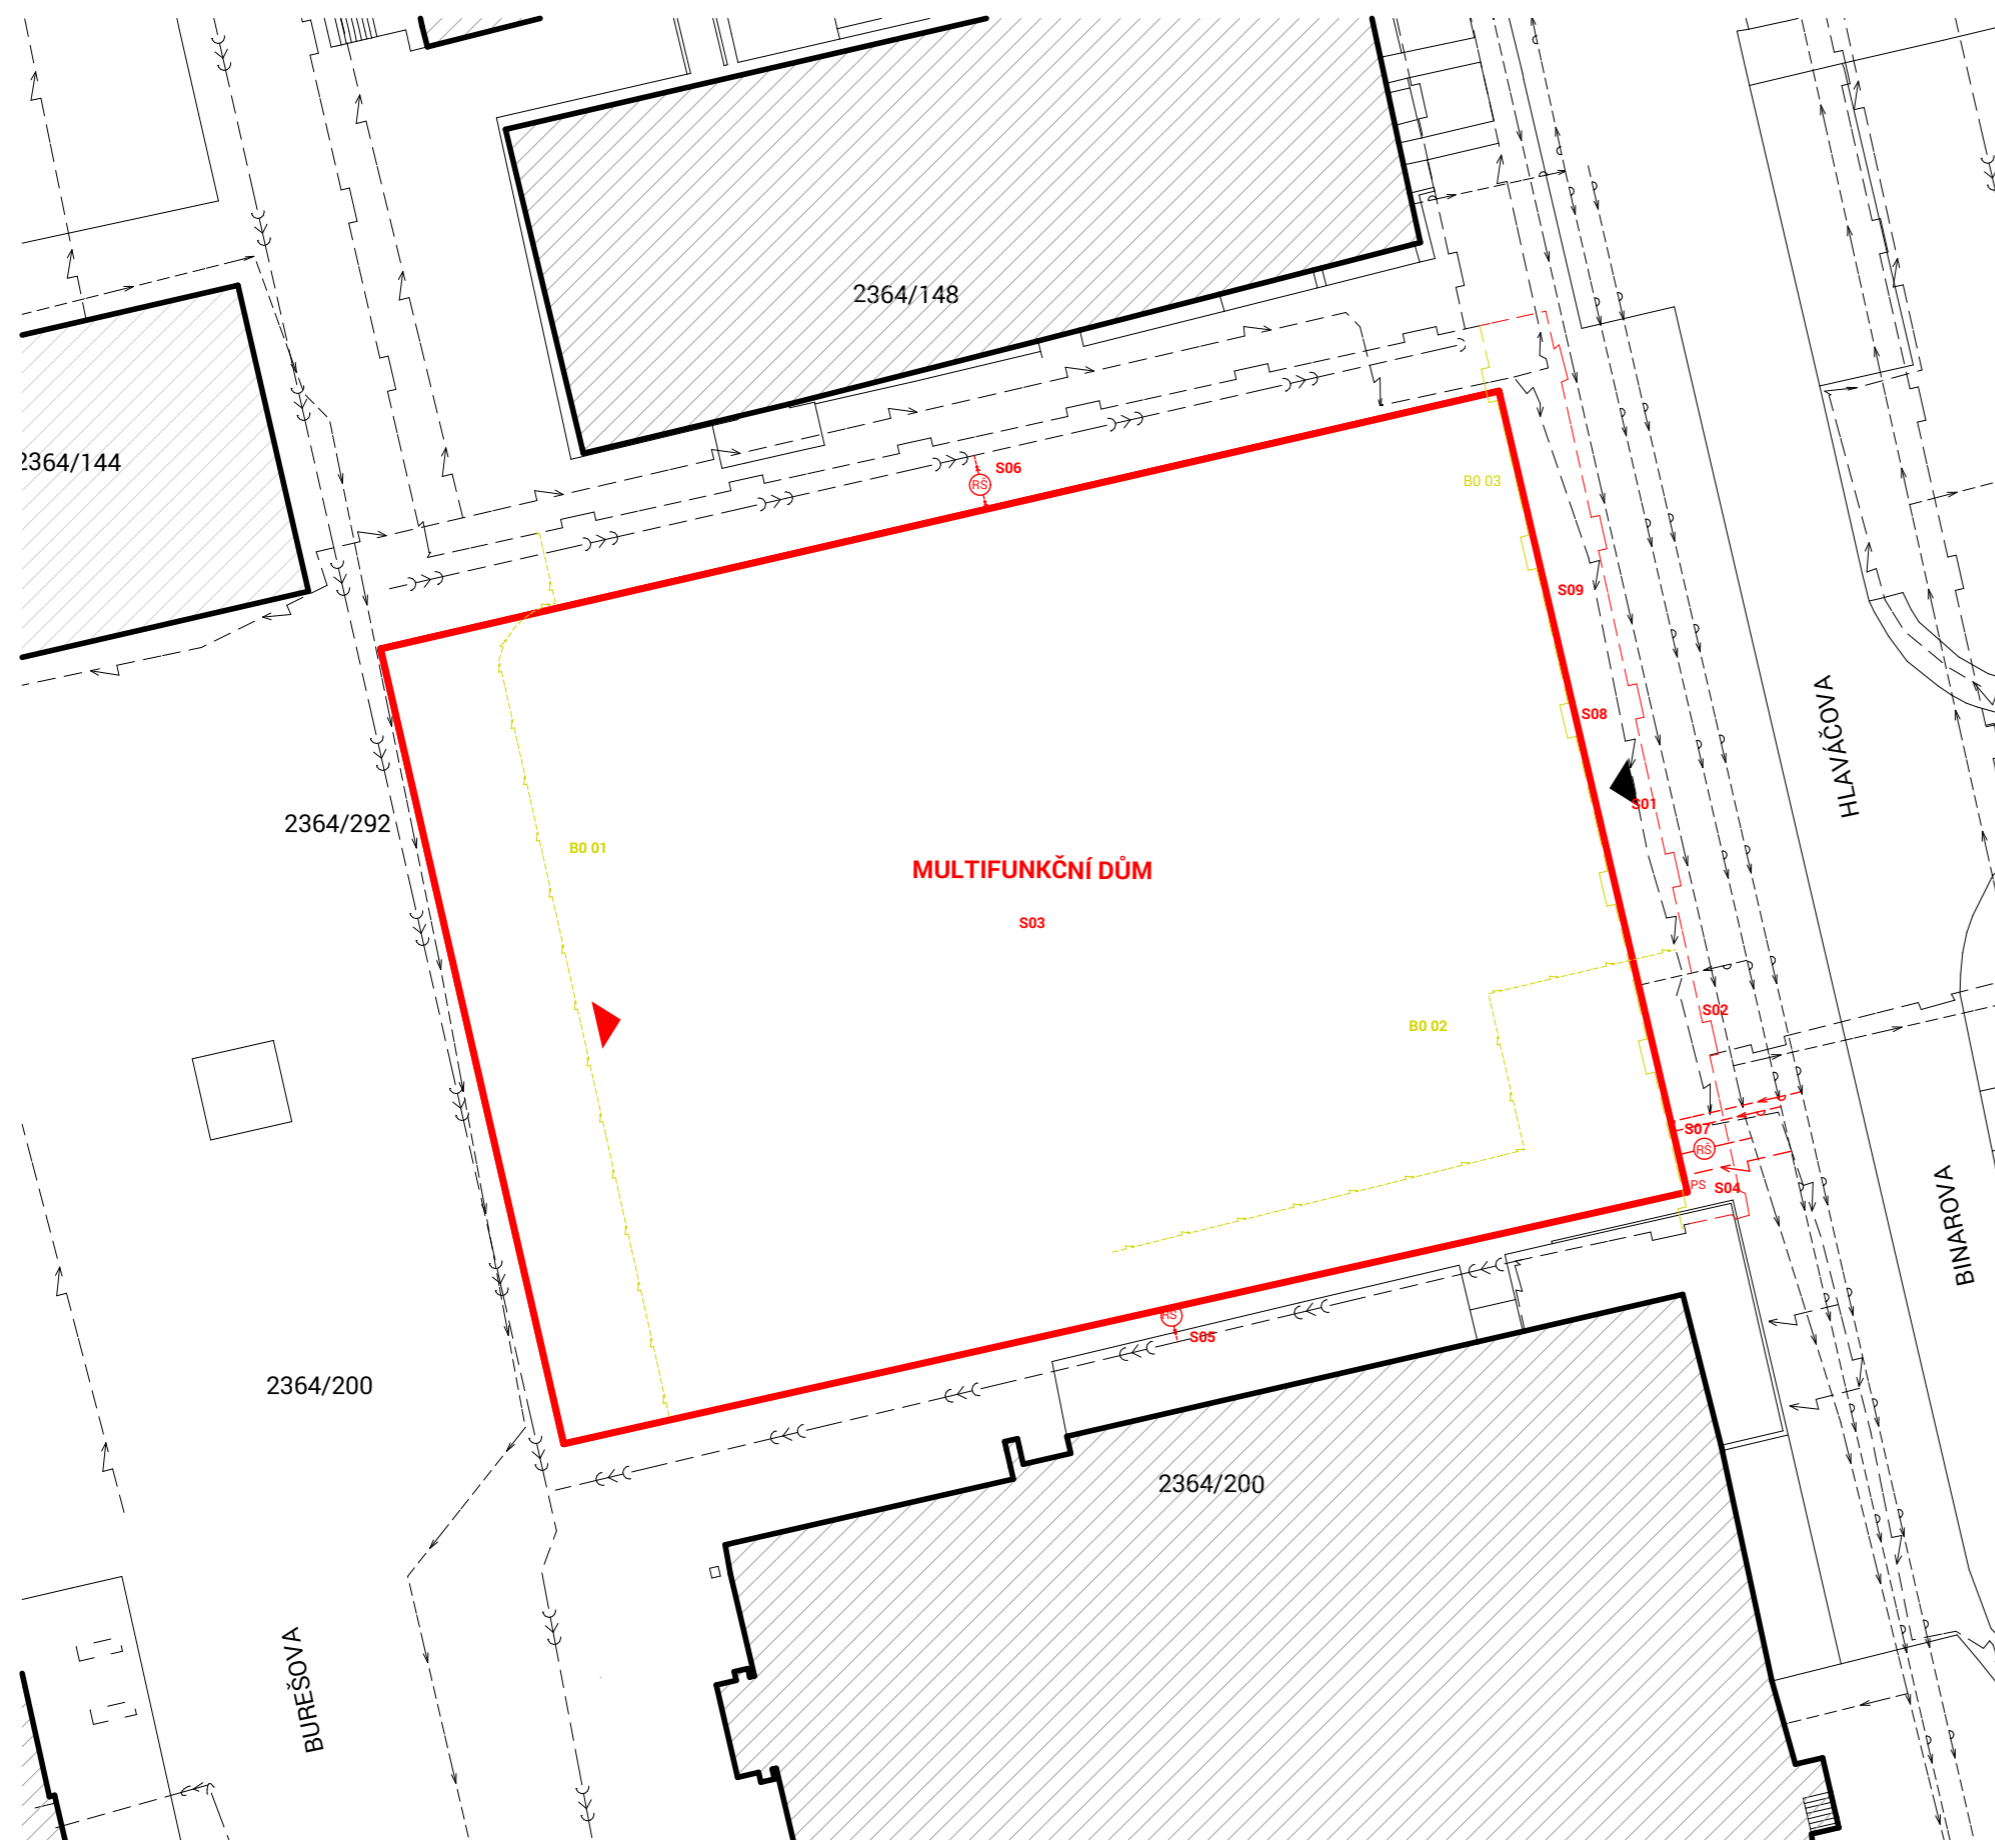 2364/148
2364/144
S06
RŠ
B0 03
S09
S08
HLAVÁČOVA
S01
2364/292
B0 01
MULTIFUNKČNÍ DŮM
S03
S02
B0 02
S07
RŠ
PS
S04
BINAROVA
RŠ
S05
2364/200
2364/200
BUREŠOVA